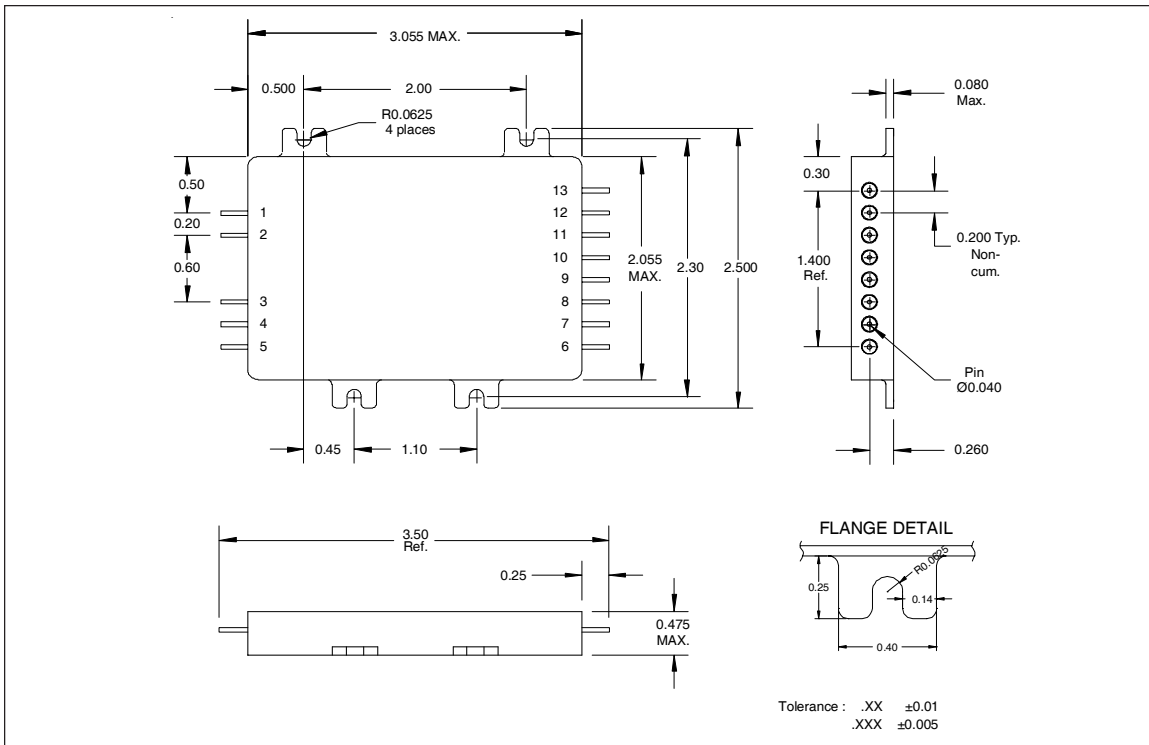 3.055 MAX.
0.500
2.00
0.080
Max.
R0.0625
4 places
0.50
0.30
13
1
12
0.20
2
11
0.200 Typ.
Non-
cum.
0.60
10
2.055
MAX.
2.30
2.500
1.400
Ref.
9
3
8
4
7
5
6
Pin
Ø0.040
0.45
1.10
0.260
3.50
Ref.
0.25
0.475
MAX.
FLANGE DETAIL
R0.0625
0.25
0.14
0.40
Tolerance : .XX ±0.01
.XXX ±0.005